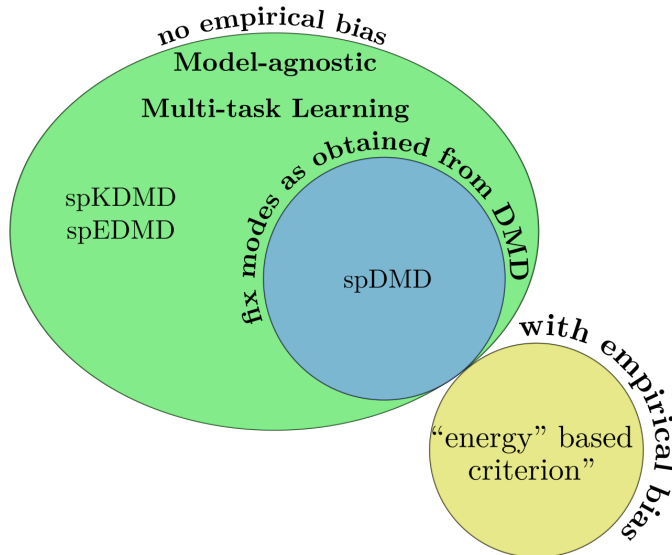 no empirical bias
Model-agnostic
Multi-task Learning
fix modes as obtained from DMD
spKDMD
spEDMD
spDMD
with empirical bias
“energy” based
criterion”